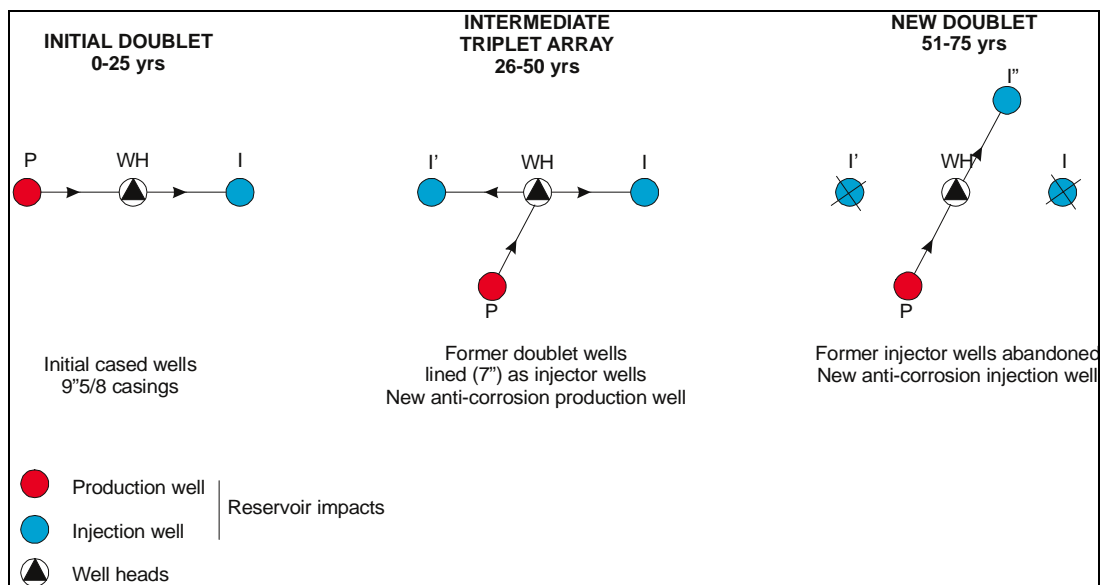 INITIAL DOUBLET
0-25 yrs
P
WH
I
Initial cased wells
9"5/8 casings
INTERMEDIATE
TRIPLET ARRAY
26-50 yrs
I'
WH
I
P
Former doublet wells
lined (7") as injector wells
New anti-corrosion production well
NEW DOUBLET
51-75 yrs
I"
I'
WH
I
P
Former injector wells abandoned
New anti-corrosion injection well
Production well
Injection well
Reservoir impacts
Well heads